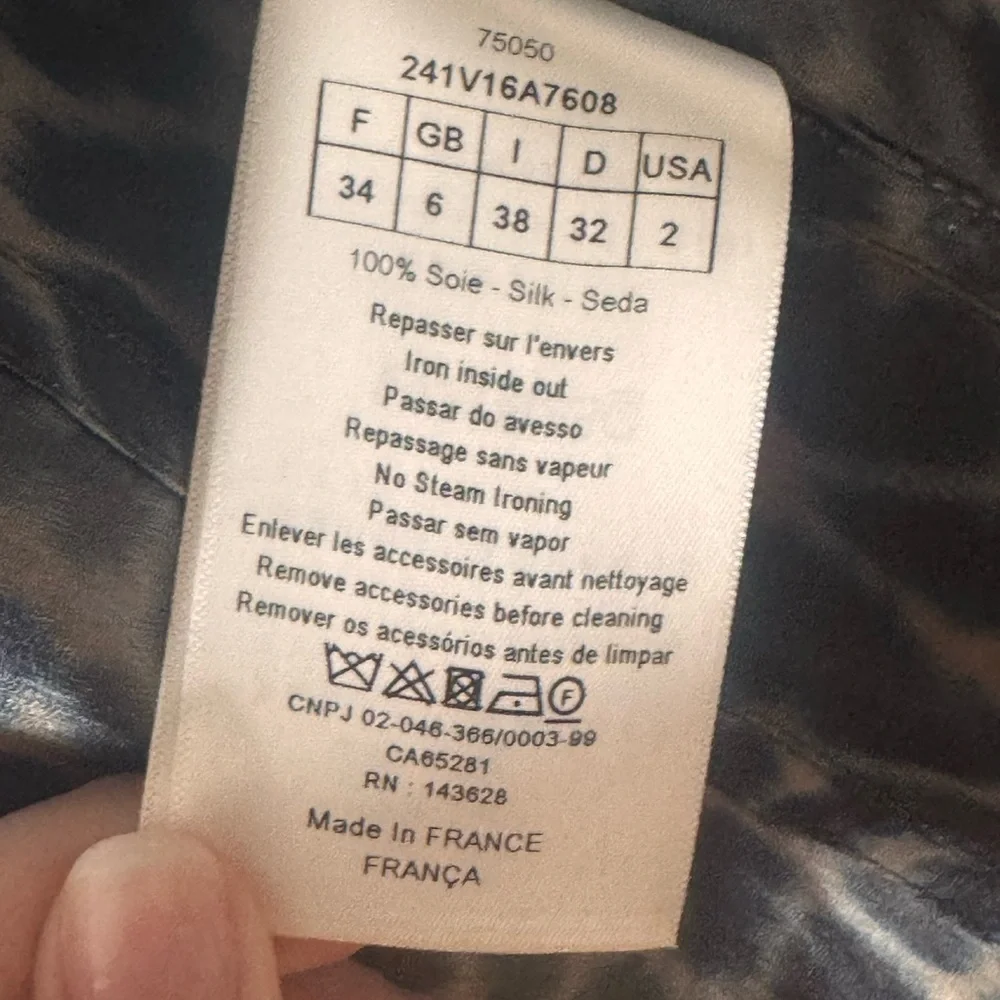 75050
241V16A7608
F GB I D USA
34 6 38 32 2
100% Soie - Silk - Seda
Repasser sur l'envers
Iron inside out
Passar do avesso
Repassage sans vapeur
No Steam Ironing
Passar sem vapor
Enlever les accessoires avant nettoyage
Remove accessories before cleaning
Remover os acessórios antes de limpar
F
CNPJ 02-046-366/0003-99
CA65281
RN : 143628
Made In FRANCE
FRANÇA